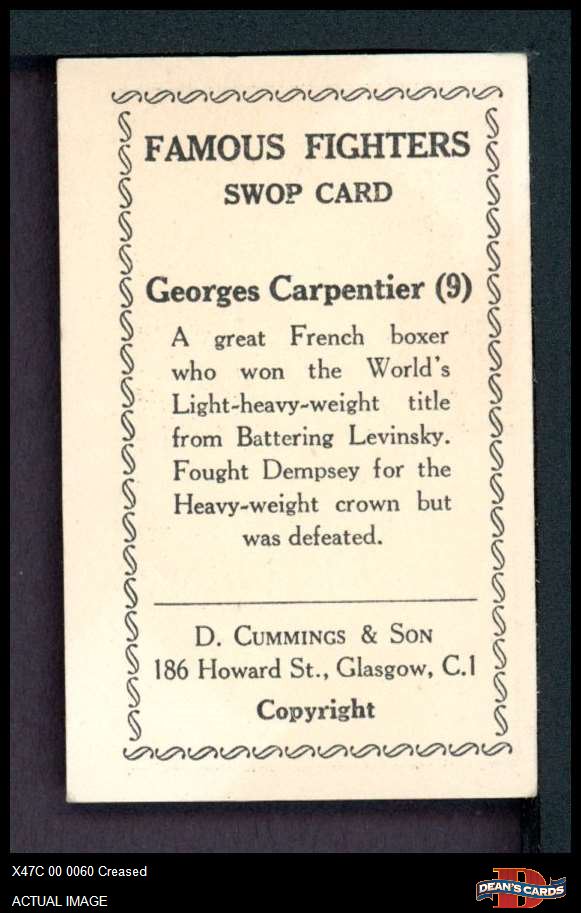 FAMOUS FIGHTERS
SWOP CARD
Georges Carpentier (9)
A great French boxer
who won the World's
Light-heavy-weight title
from Battering Levinsky.
Fought Dempsey for the
Heavy-weight crown but
was defeated.
D. CUMMINGS & SON
186 Howard St., Glasgow, C.1
Copyright
X47C 00 0060 Creased
ACTUAL IMAGE
D
DEAN'S CARDS